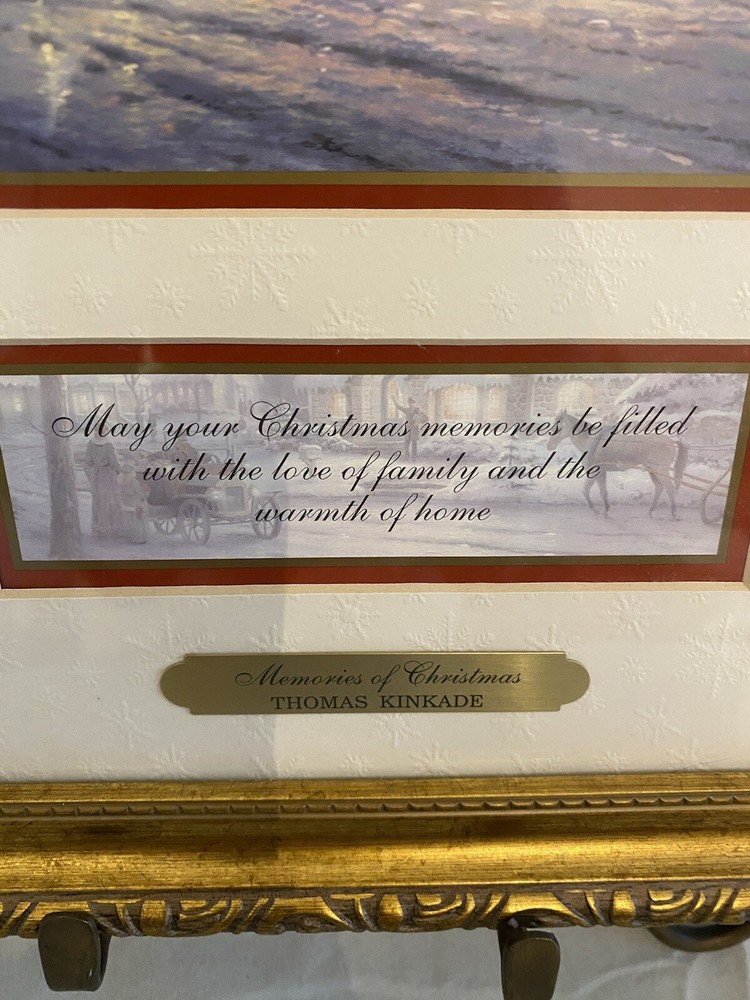 May your Christmas memories be filled
with the love of family and the
warmth of home
Memories of Christmas
THOMAS KINKADE